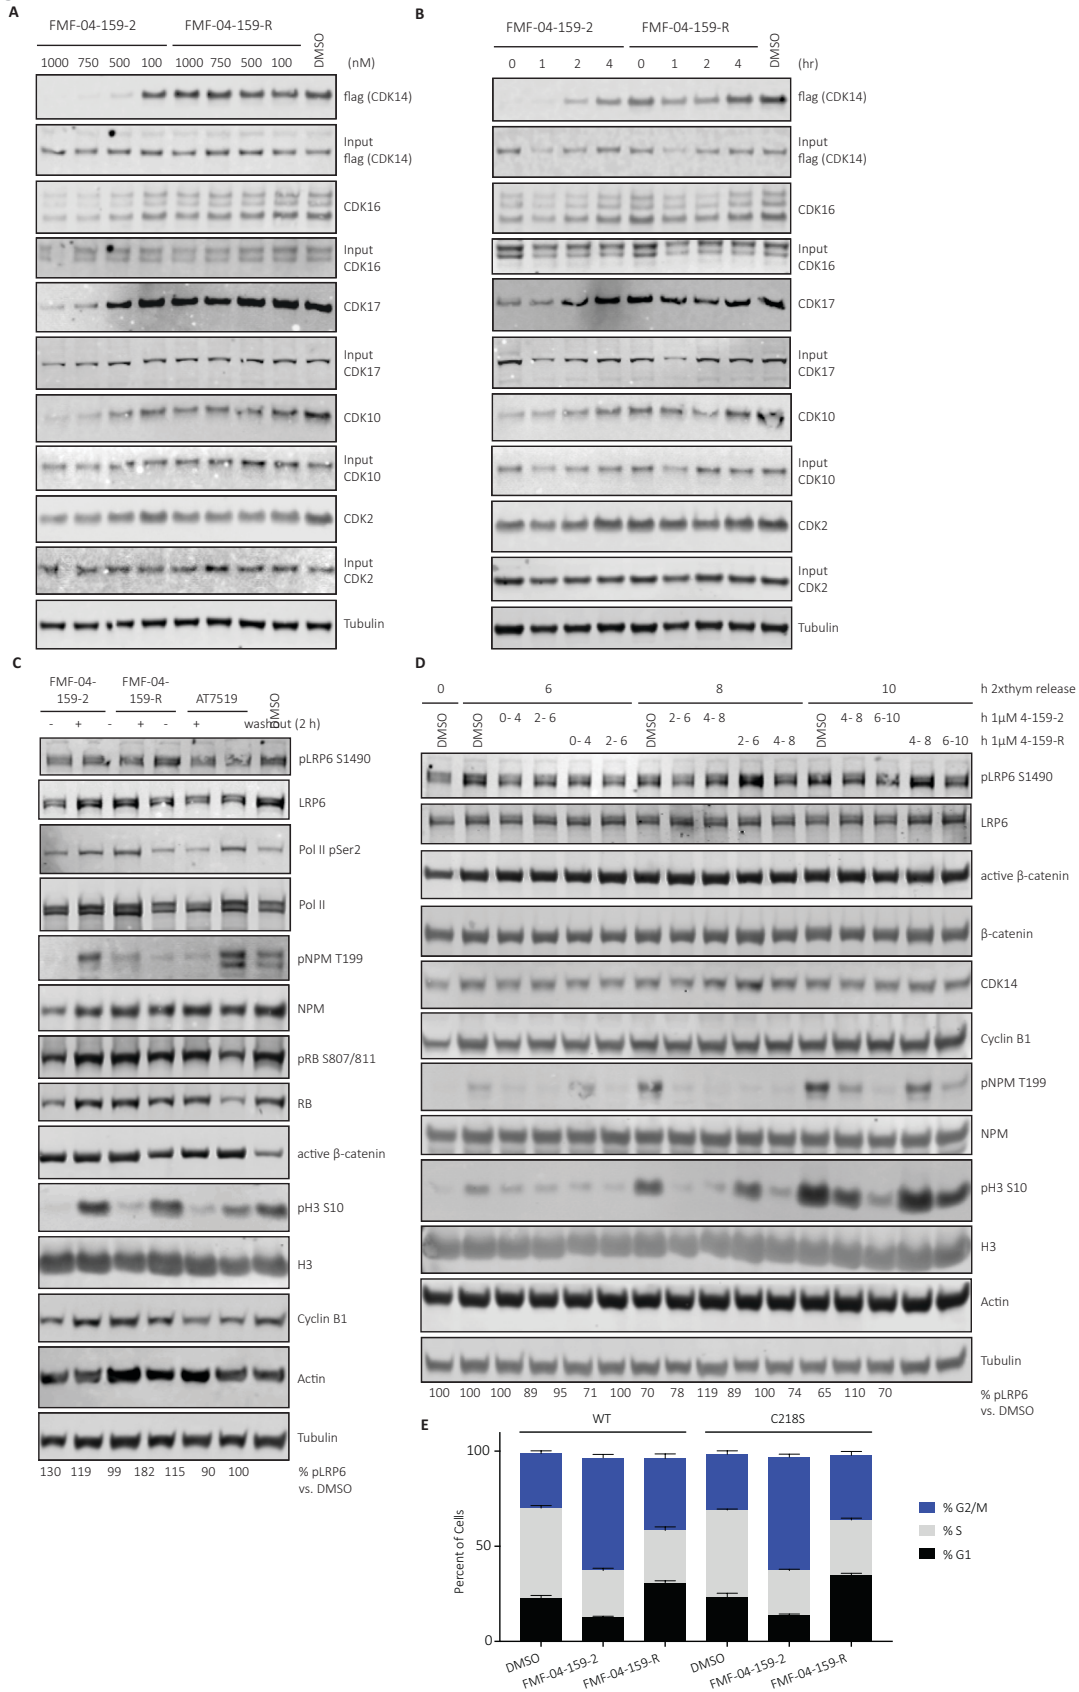 A
FMF-04-159-2 FMF-04-159-R DMSO
1000 750 500 100 1000 750 500 100 (nM)
flag (CDK14)
Input
flag (CDK14)
CDK16
Input
CDK16
CDK17
Input
CDK17
CDK10
Input
CDK10
CDK2
Input
CDK2
Tubulin
B
FMF-04-159-2 FMF-04-159-R DMSO
0 1 2 4 0 1 2 4 (hr)
flag (CDK14)
Input
flag (CDK14)
CDK16
Input
CDK16
CDK17
Input
CDK17
CDK10
Input
CDK10
CDK2
Input
CDK2
Tubulin
C
FMF-04-
159-2
FMF-04-
159-R
AT7519
DMSO
- + - + - + washout (2 h)
pLRP6 S1490
LRP6
Pol II pSer2
Pol II
pNPM T199
NPM
pRB S807/811
RB
active β-catenin
pH3 S10
H3
Cyclin B1
Actin
Tubulin
130 119 99 182 115 90 100 % pLRP6
vs. DMSO
D
0 6 8 10 h 2xthym release
DMSO DMSO 0-4 2-6 DMSO 2-6 4-8 DMSO 4-8 6-10 h 1µM 4-159-2
0-4 2-6 2-6 4-8 4-8 6-10 h 1µM 4-159-R
pLRP6 S1490
LRP6
active β-catenin
β-catenin
CDK14
Cyclin B1
pNPM T199
NPM
pH3 S10
H3
Actin
Tubulin
100 100 100 89 95 71 100 70 78 119 89 100 74 65 110 70 % pLRP6
vs. DMSO
E
WT C218S
100
50
0
Percent of Cells
% G2/M
% S
% G1
DMSO FMF-04-159-2 FMF-04-159-R DMSO FMF-04-159-2 FMF-04-159-R